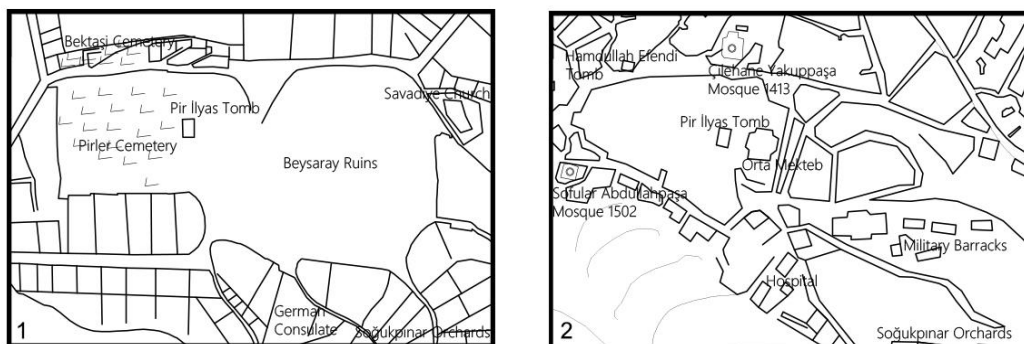 Bektaşi Cemetery
Savadiye Church
Pir İlyas Tomb
Pirler Cemetery
Beysaray Ruins
German
Consulate
Soğukpınar Orchards
1
Hamdullah Efendi
Tomb
Çilehane Yakuppaşa
Mosque 1413
Pir İlyas Tomb
Orta Mekteb
Sofular Abdullahpaşa
Mosque 1502
Military Barracks
Hospital
Soğukpınar Orchards
2